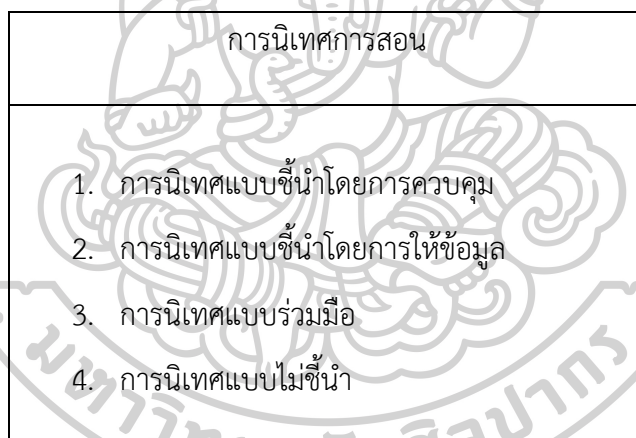 การนิเทศการสอน
1. การนิเทศแบบชี้นำโดยการควบคุม
2. การนิเทศแบบชี้นำโดยการให้ข้อมูล
3. การนิเทศแบบร่วมมือ
4. การนิเทศแบบไม่ชี้นำ